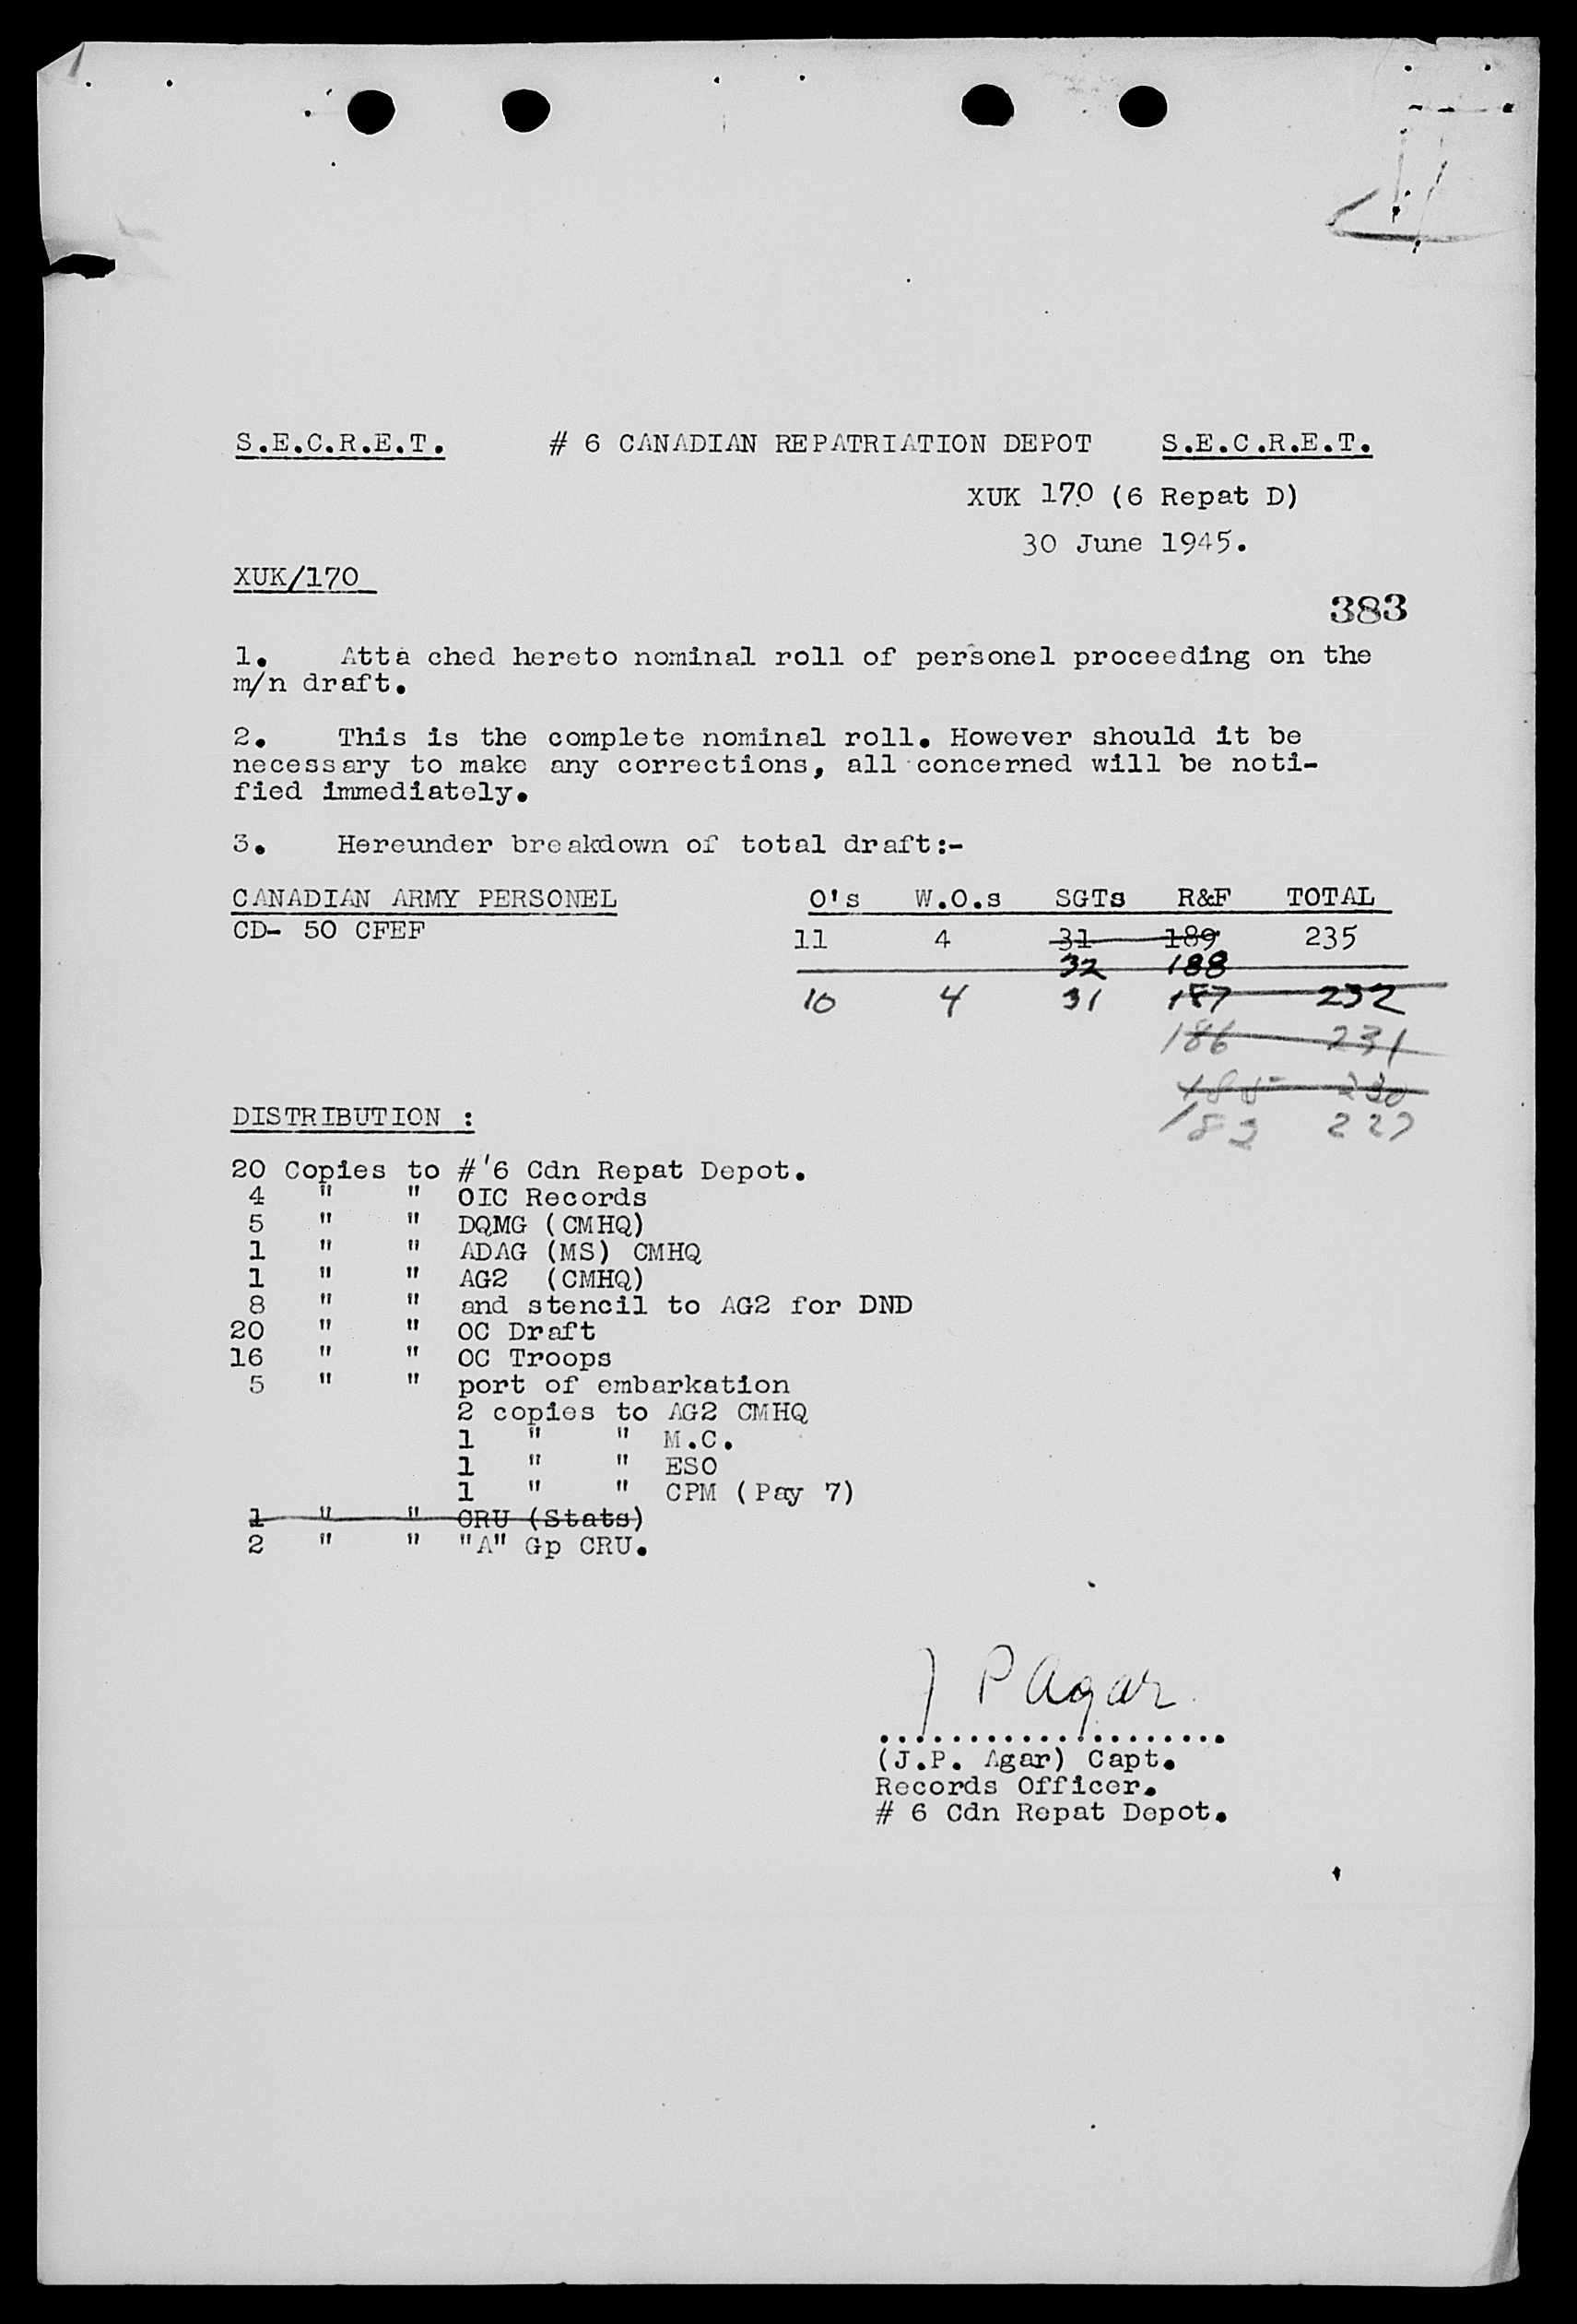 S.E.C.R.E.T. # 6 CANADIAN REPATRIATION DEPOT S.E.C.R.E.T.
XUK 170 (6 Repat D)
30 June 1945.
XUK/170
383
1. Atta ched hereto nominal roll of personel proceeding on the
m/n draft.
2. This is the complete nominal roll. However should it be
necessary to make any corrections, all concerned will be noti-
fied immediately.
3. Hereunder breakdown of total draft:-
CANADIAN ARMY PERSONEL O's W.O.s SGTs R&F TOTAL
CD- 50 CFEF 11 4 31 189 235
32 188
10 4 31 187 232
186 231
185 230
182 227
DISTRIBUTION :
20 Copies to #'6 Cdn Repat Depot.
4 " " OIC Records
5 " " DQMG (CMHQ)
1 " " ADAG (MS) CMHQ
1 " " AG2 (CMHQ)
8 " " and stencil to AG2 for DND
20 " " OC Draft
16 " " OC Troops
5 " " port of embarkation
2 copies to AG2 CMHQ
1 " " M.C.
1 " " ESO
1 " " CPM (Pay 7)
1 " " CRU (Stats)
2 " " "A" Gp CRU.
J P Agar
....................
(J.P. Agar) Capt.
Records Officer.
# 6 Cdn Repat Depot.